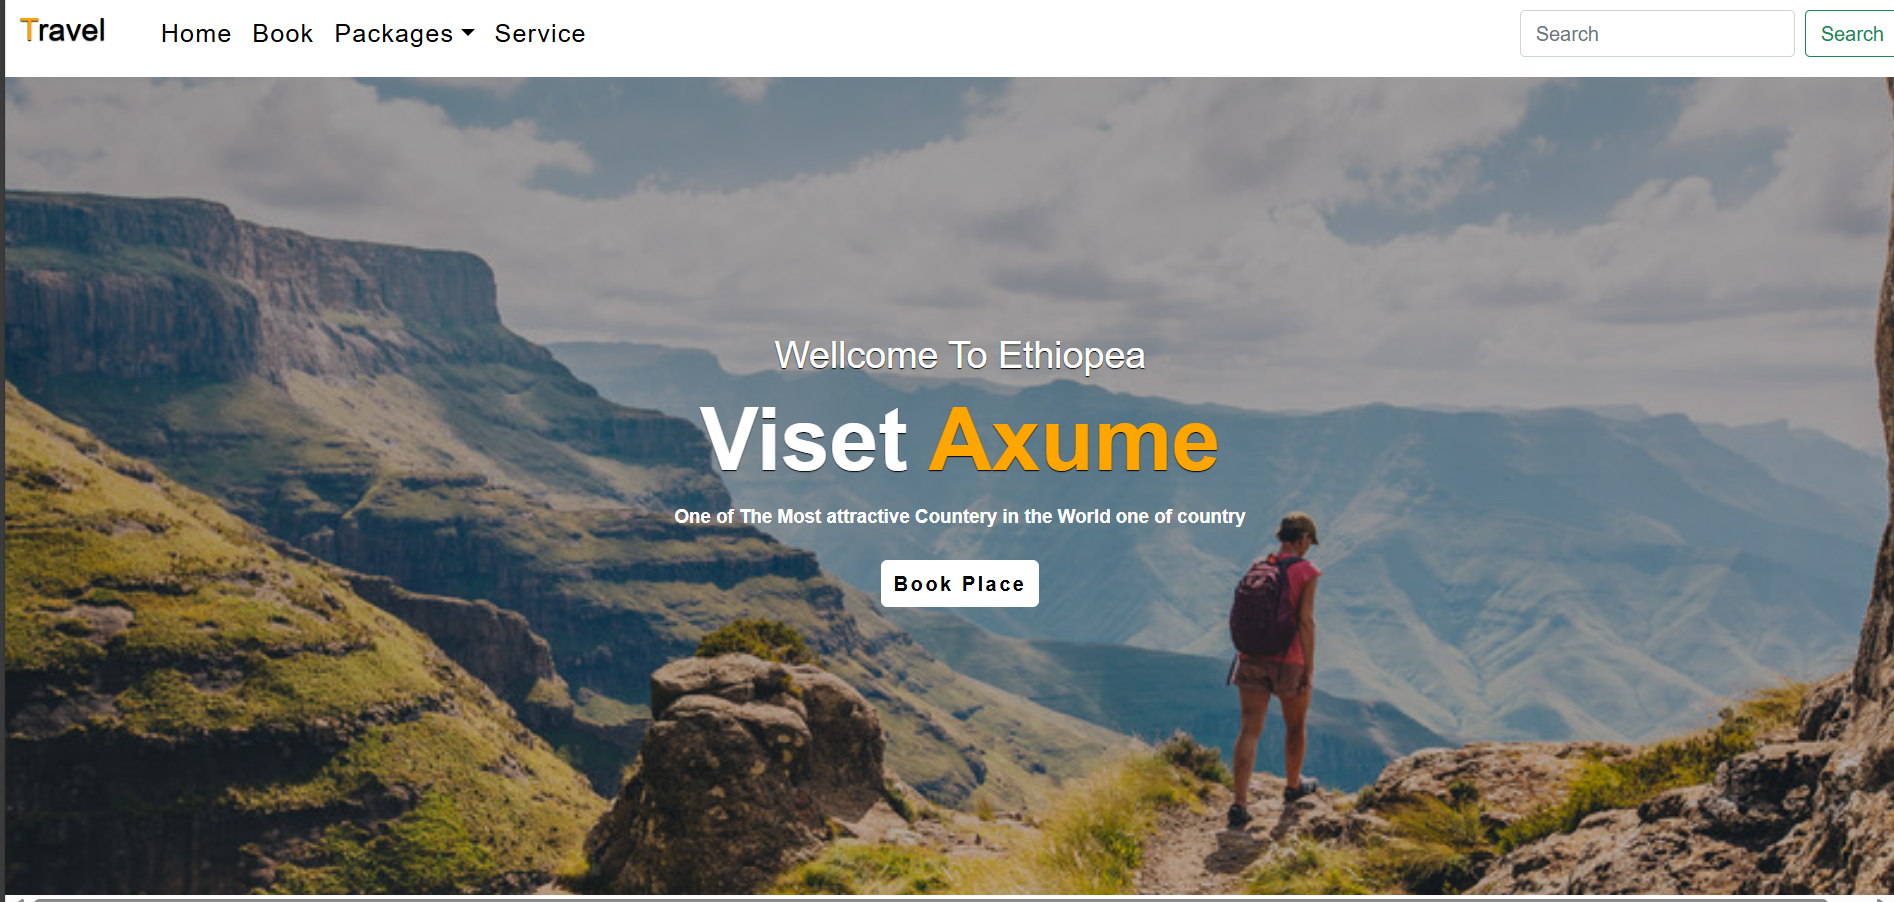 Travel Home Book Packages Service Search Search
Wellcome To Ethiopea
Viset Axume
One of The Most attractive Countery in the World one of country
Book Place